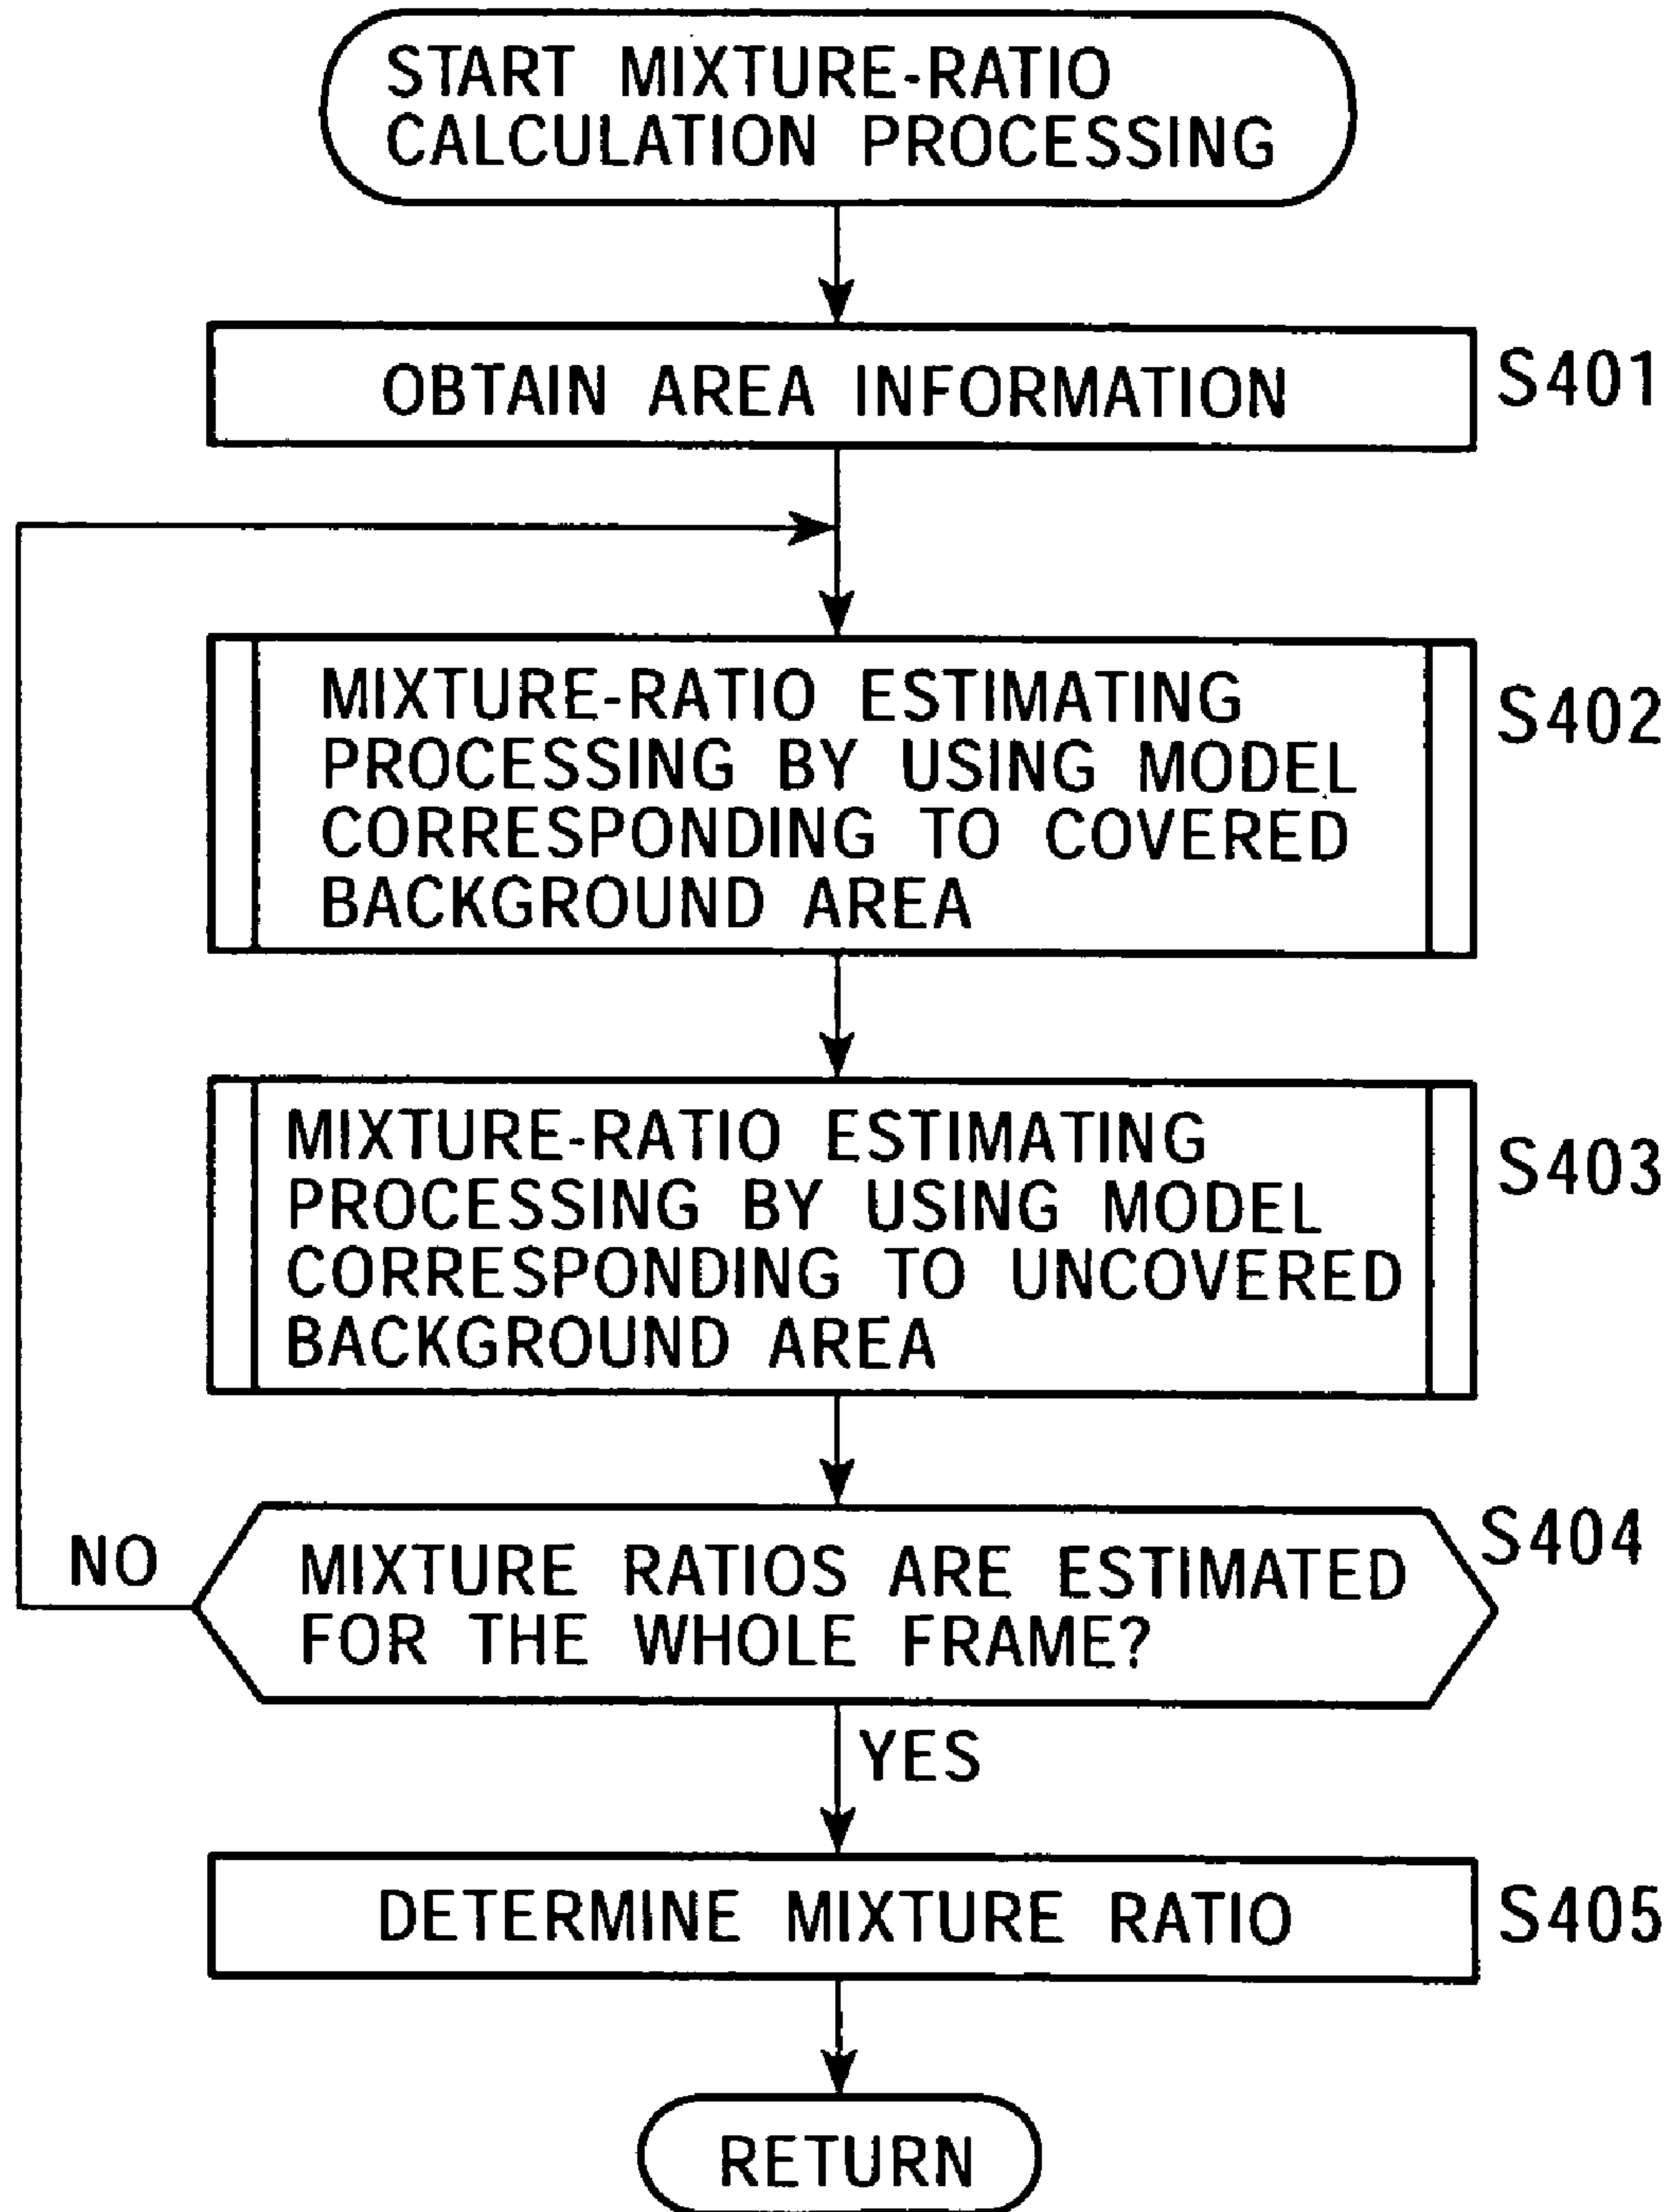 START MIXTURE-RATIO
CALCULATION PROCESSING
OBTAIN AREA INFORMATION
S401
MIXTURE-RATIO ESTIMATING
PROCESSING BY USING MODEL
CORRESPONDING TO COVERED
BACKGROUND AREA
S402
MIXTURE-RATIO ESTIMATING
PROCESSING BY USING MODEL
CORRESPONDING TO UNCOVERED
BACKGROUND AREA
S403
NO
MIXTURE RATIOS ARE ESTIMATED
FOR THE WHOLE FRAME?
S404
YES
DETERMINE MIXTURE RATIO
S405
RETURN